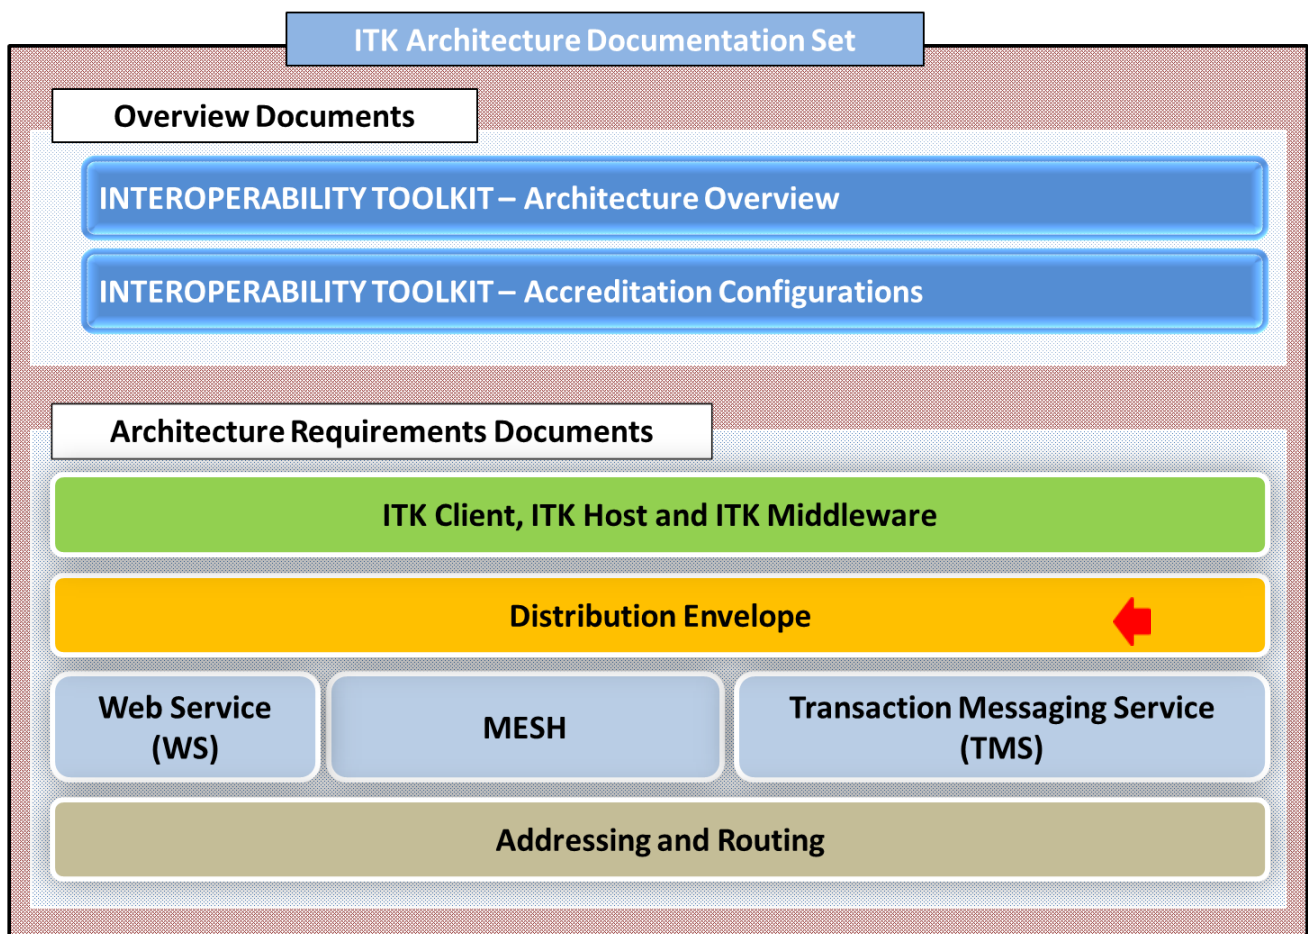 ITK Architecture Documentation Set
Overview Documents
INTEROPERABILITY TOOLKIT – Architecture Overview
INTEROPERABILITY TOOLKIT – Accreditation Configurations
Architecture Requirements Documents
ITK Client, ITK Host and ITK Middleware
Distribution Envelope
Web Service
(WS)
MESH
Transaction Messaging Service
(TMS)
Addressing and Routing